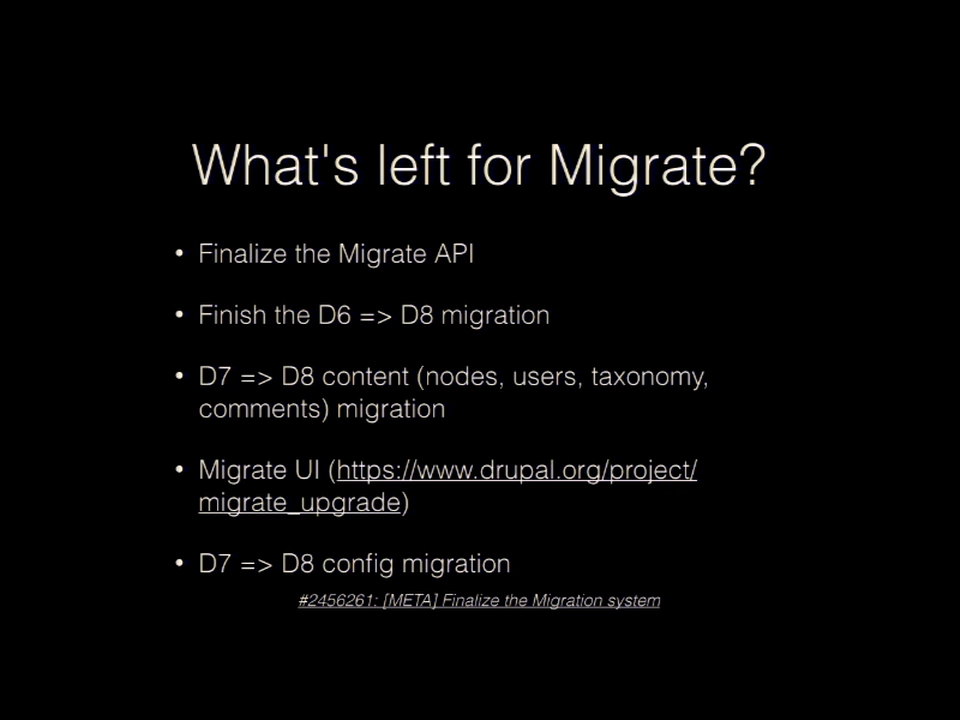 What's left for Migrate?
• Finalize the Migrate API
• Finish the D6 => D8 migration
• D7 => D8 content (nodes, users, taxonomy,
comments) migration
• Migrate UI (https://www.drupal.org/project/
migrate_upgrade)
• D7 => D8 config migration
#2456261: [META] Finalize the Migration system